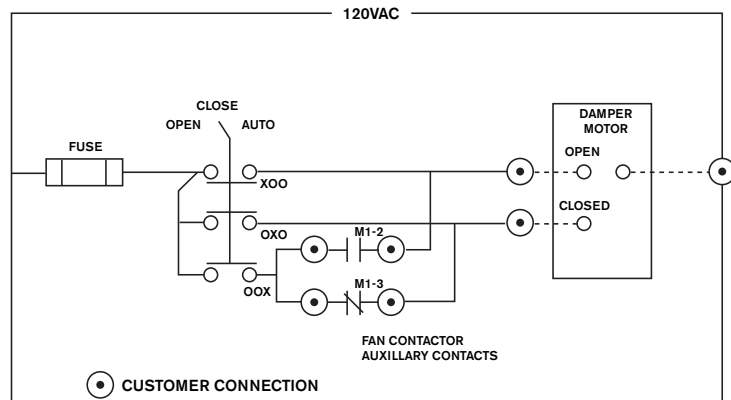 120VAC
CLOSE
OPEN AUTO
FUSE
DAMPER
MOTOR
OPEN
XOO
CLOSED
OXO
M1-2
OOX
M1-3
FAN CONTACTOR
AUXILLARY CONTACTS
CUSTOMER CONNECTION